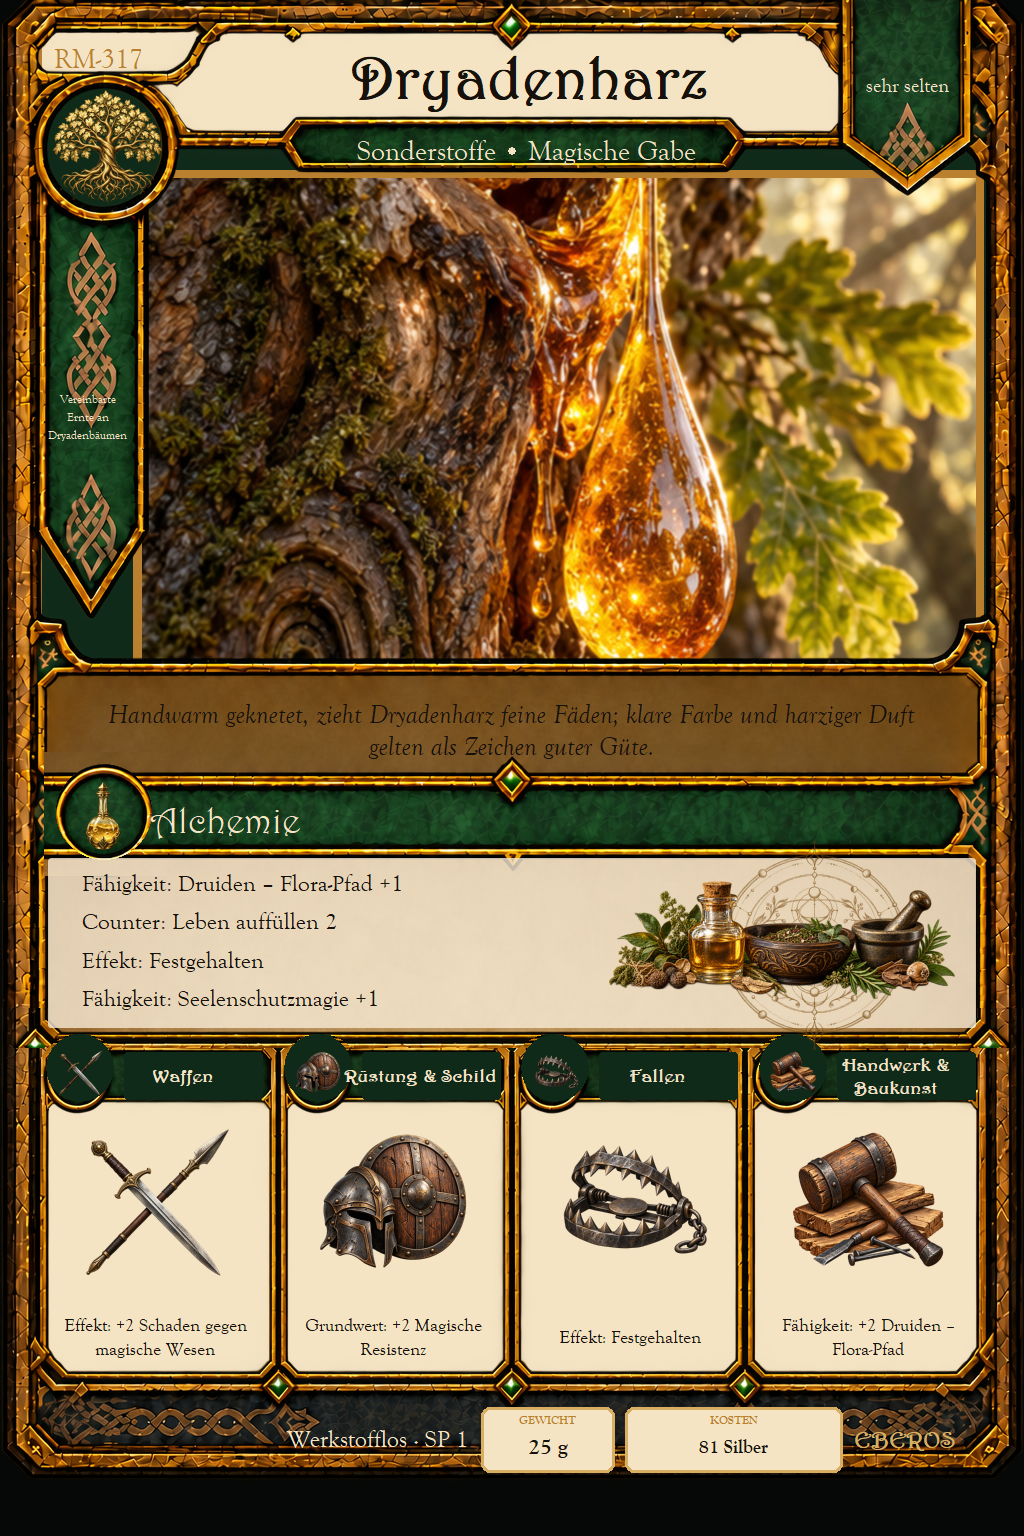 RM-317
Dryadenharz
sehr selten
Sonderstoffe • Magische Gabe
Vereinbarte
Ernte an
Dryadenbäumen
Handwarm geknetet, zieht Dryadenharz feine Fäden; klare Farbe und harziger Duft
gelten als Zeichen guter Güte.
Alchemie
Fähigkeit: Druiden – Flora-Pfad +1
Counter: Leben auffüllen 2
Effekt: Festgehalten
Fähigkeit: Seelenschutzmagie +1
Waffen
Effekt: +2 Schaden gegen
magische Wesen
Rüstung & Schild
Grundwert: +2 Magische
Resistenz
Fallen
Effekt: Festgehalten
Handwerk &
Baukunst
Fähigkeit: +2 Druiden –
Flora-Pfad
Werkstofflos · SP 1
GEWICHT
25 g
KOSTEN
81 Silber
EBEROS